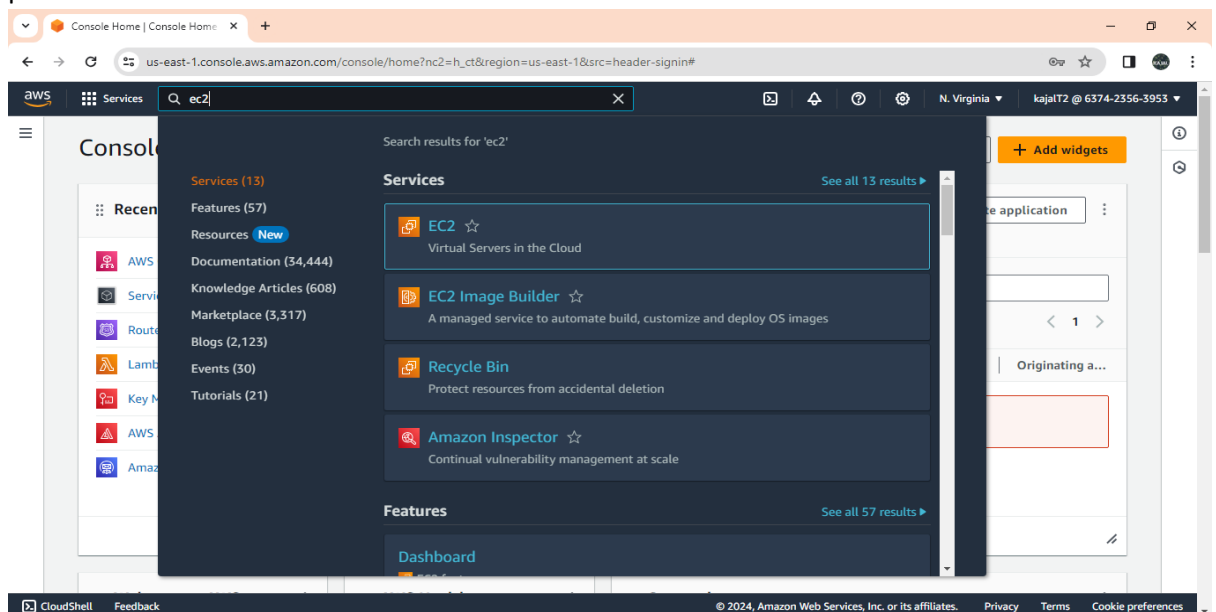 Console Home | Console Home
us-east-1.console.aws.amazon.com/console/home?nc2=h_ct&region=us-east-1&src=header-signin#
aws Services ec2 N. Virginia kajalT2 @ 6374-2356-3953
Search results for 'ec2'
+ Add widgets
Services (13)
Features (57)
Resources New
Documentation (34,444)
Knowledge Articles (608)
Marketplace (3,317)
Blogs (2,123)
Events (30)
Tutorials (21)
Services See all 13 results
EC2
Virtual Servers in the Cloud
EC2 Image Builder
A managed service to automate build, customize and deploy OS images
Recycle Bin
Protect resources from accidental deletion
Amazon Inspector
Continual vulnerability management at scale
Features See all 57 results
Dashboard
Consol
Recen
AWS
Servi
Route
Lamb
Key M
AWS
Amaz
te application
1
Originating a...
CloudShell Feedback © 2024, Amazon Web Services, Inc. or its affiliates. Privacy Terms Cookie preferences